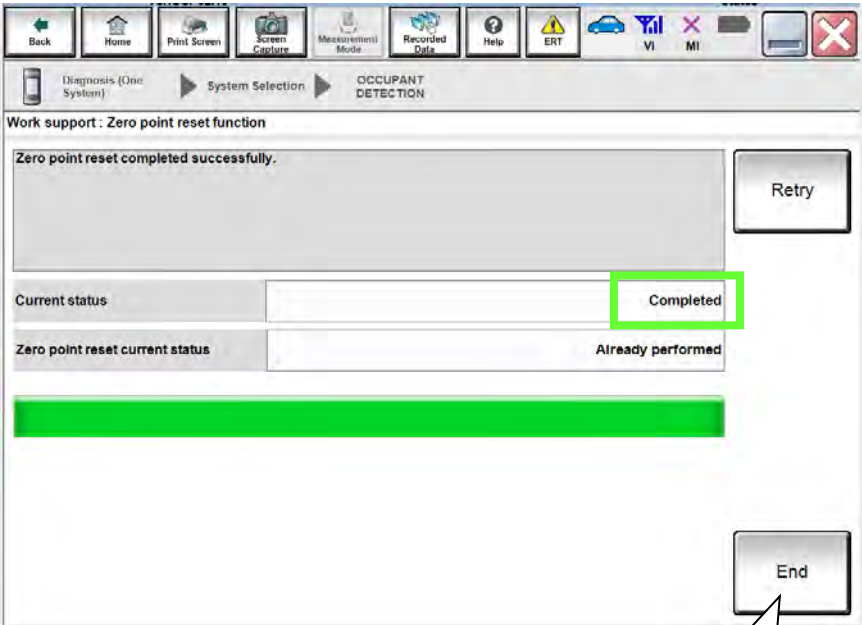 Back
Home
Print Screen
Screen
Capture
Measurement
Mode
Recorded
Data
Help
ERT
VI
MI
Diagnosis (One
System)
System Selection
OCCUPANT
DETECTION
Work support : Zero point reset function
Zero point reset completed successfully.
Retry
Current status
Completed
Zero point reset current status
Already performed
End